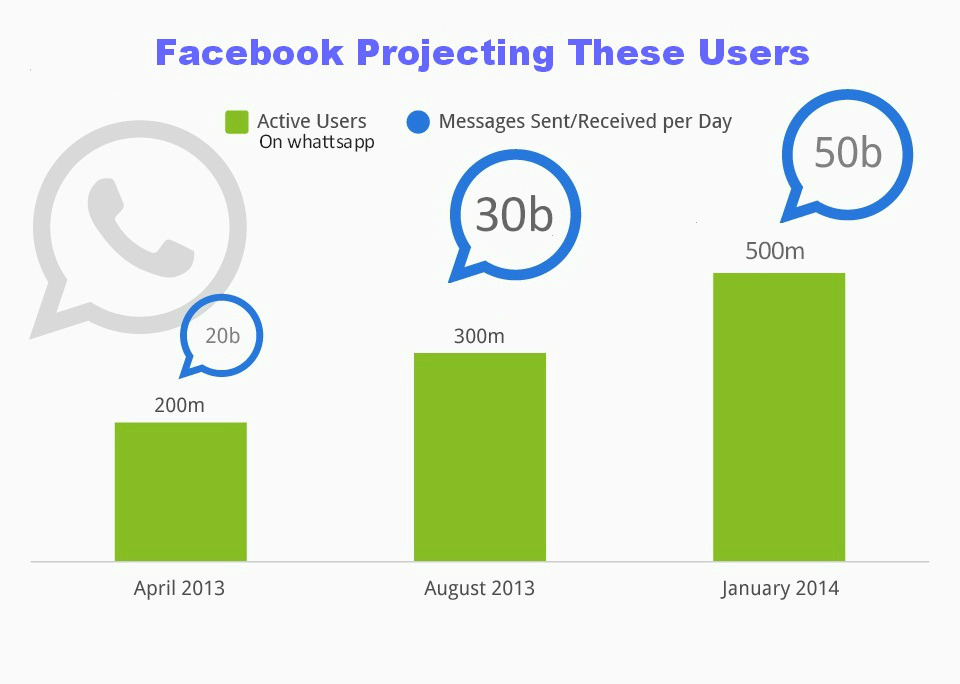 Facebook Projecting These Users
Active Users
On whattsapp
Messages Sent/Received per Day
50b
30b
500m
20b
300m
200m
April 2013
August 2013
January 2014